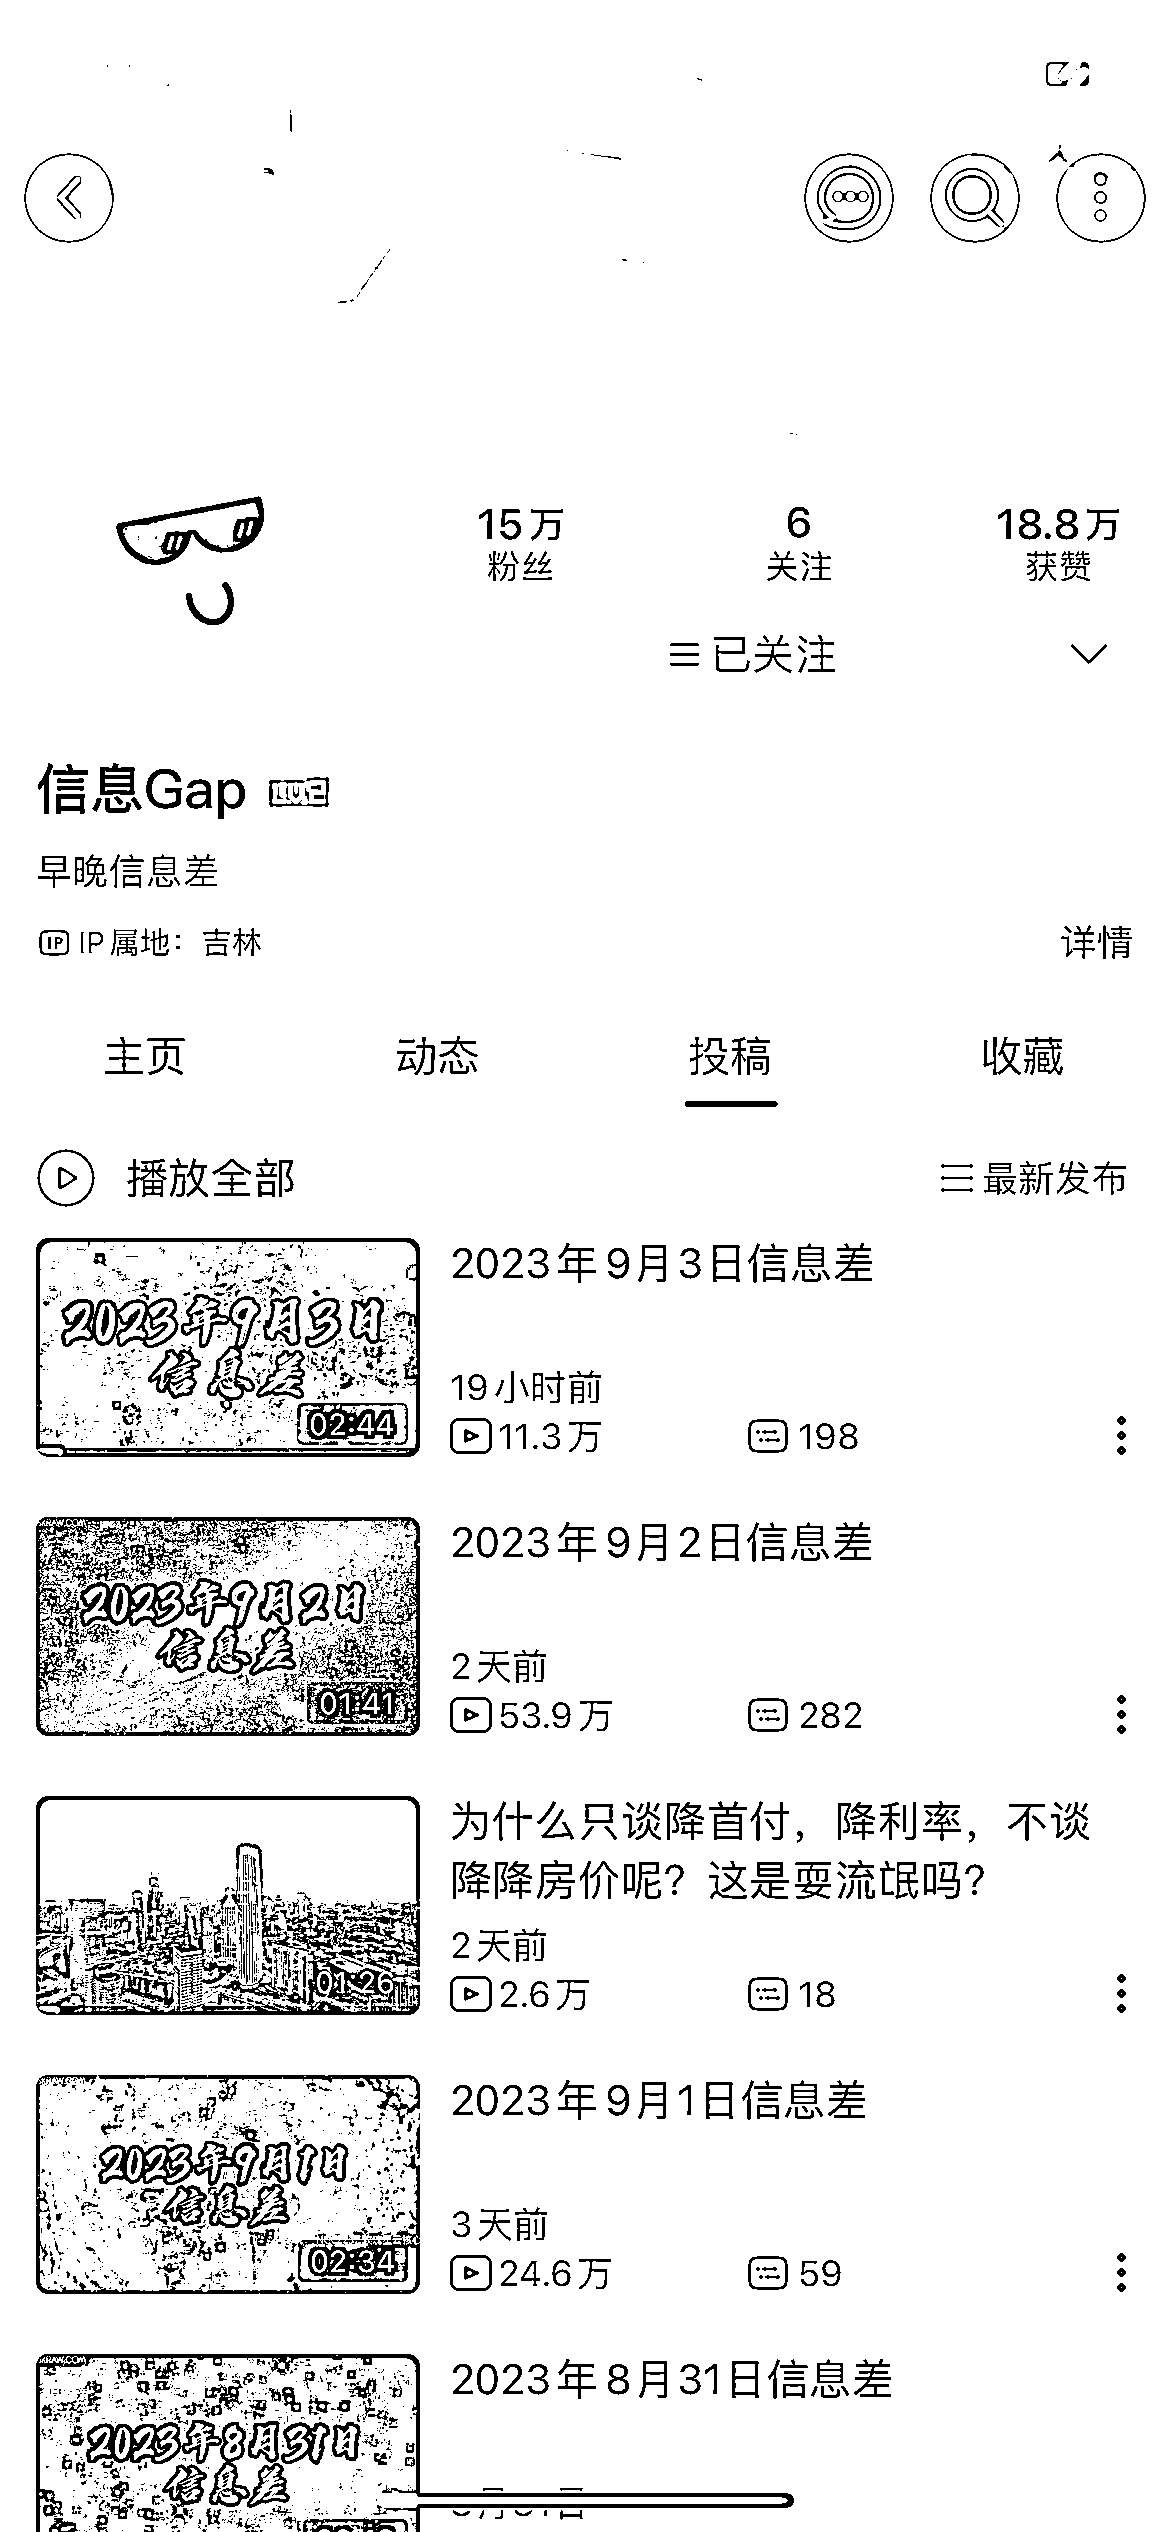 15万
粉丝
6
关注
18.8万
获赞
已关注
信息Gap
早晚信息差
IP IP属地：吉林
详情
主页
动态
投稿
收藏
播放全部
最新发布
2023年9月3日
信息差
02:44
2023年9月3日信息差
19小时前
11.3万
198
2023年9月2日
信息差
01:41
2023年9月2日信息差
2天前
53.9万
282
01:26
为什么只谈降首付，降利率，不谈
降降房价呢？这是耍流氓吗？
2天前
2.6万
18
2023年9月1日
信息差
02:34
2023年9月1日信息差
3天前
24.6万
59
2023年8月31日
信息差
2023年8月31日信息差